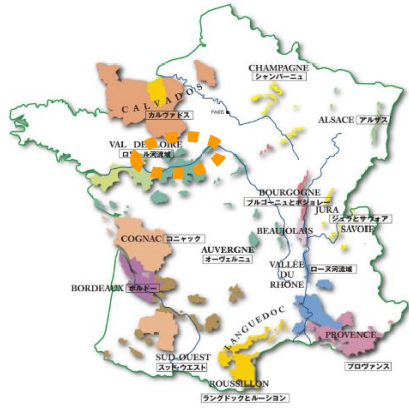 CALVADOS
カルヴァドス
PARIS
CHAMPAGNE
シャンパーニュ
ALSACE アルザス
VAL DE LOIRE
ロワール河流域
BOURGOGNE
ブルゴーニュとボジョレー
JURA
ジュラとサヴォア
SAVOIE
BEAUJOLAIS
COGNAC コニャック
AUVERGNE
オーヴェルニュ
VALLÉE
DU
RHONE
ローヌ河流域
BORDEAUX ボルドー
LANGUEDOC
PROVENCE
プロヴァンス
SUD-OUEST
スッド・ウエスト
ROUSSILLON
ラングドックとルーション